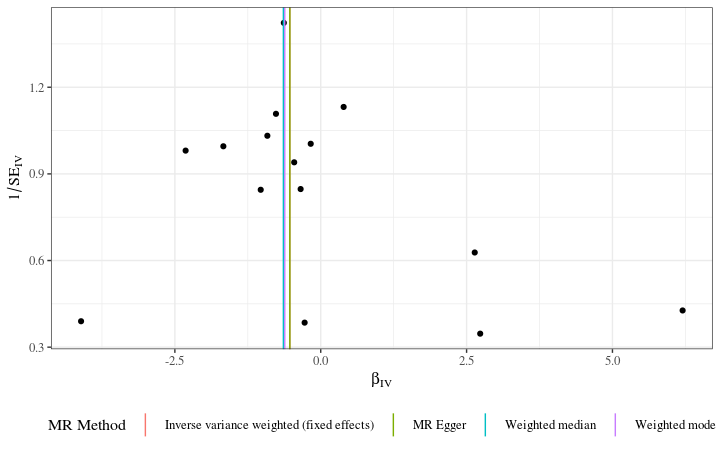 1.2
0.9
0.6
0.3
1/SE_IV
-2.5 0.0 2.5 5.0
β_IV
MR Method Inverse variance weighted (fixed effects) MR Egger Weighted median Weighted mode